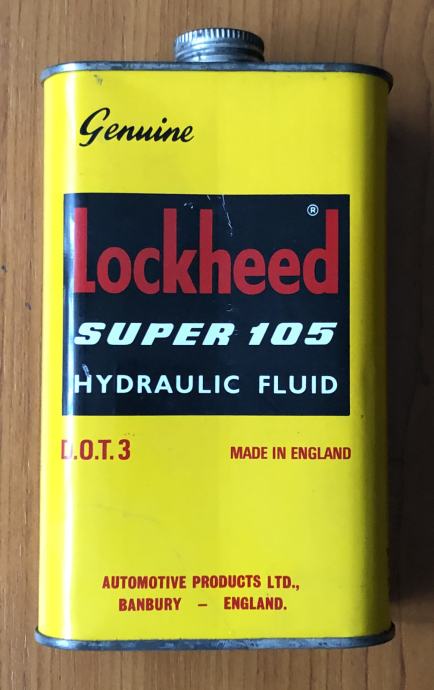 Genuine
Lockheed®
SUPER 105
HYDRAULIC FLUID
D.O.T. 3 MADE IN ENGLAND
AUTOMOTIVE PRODUCTS LTD.,
BANBURY – ENGLAND.